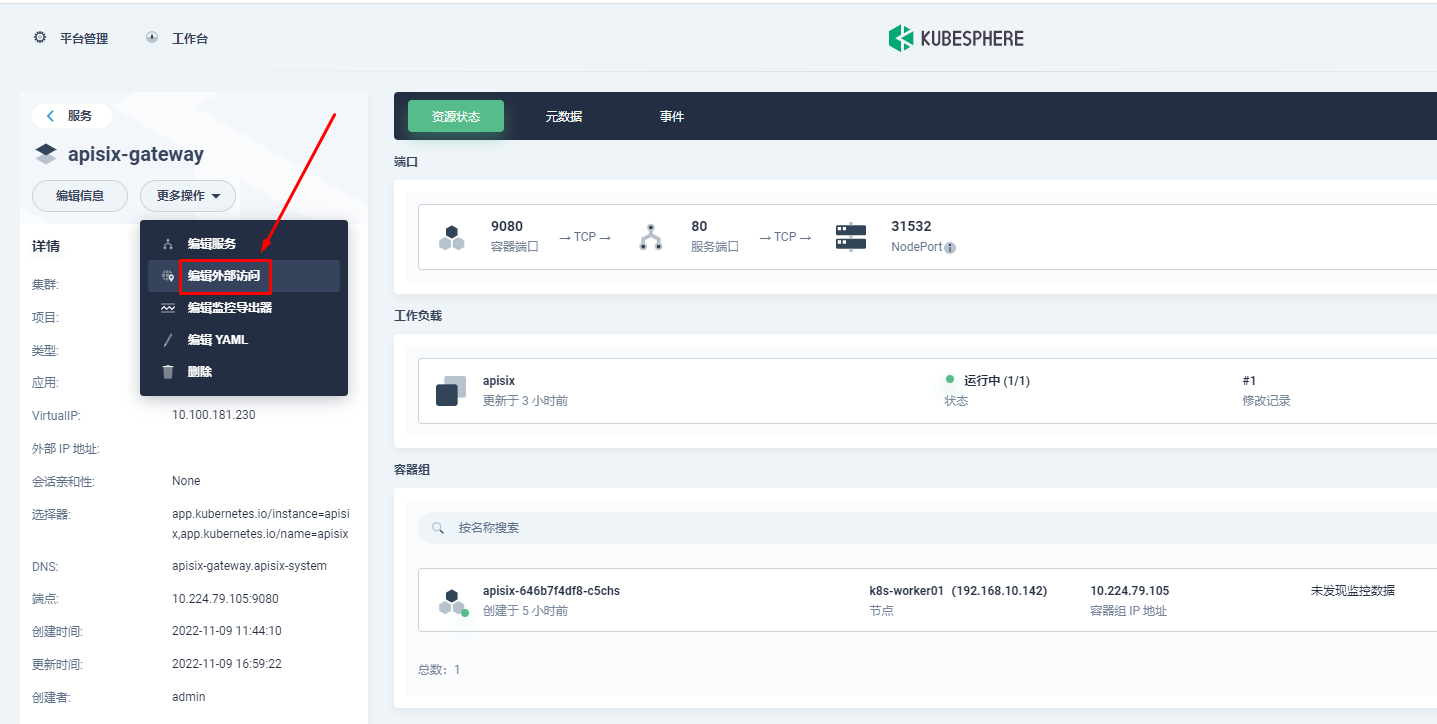 平台管理
工作台
KUBESPHERE
服务
apisix-gateway
编辑信息
更多操作
编辑服务
编辑外部访问
编辑监控导出器
编辑 YAML
删除
详情
集群:
项目:
类型:
应用:
VirtualIP:
10.100.181.230
外部 IP 地址:
会话亲和性:
None
选择器:
app.kubernetes.io/instance=apisi
x,app.kubernetes.io/name=apisix
DNS:
apisix-gateway.apisix-system
端点:
10.224.79.105:9080
创建时间:
2022-11-09 11:44:10
更新时间:
2022-11-09 16:59:22
创建者:
admin
资源状态
元数据
事件
端口
9080
容器端口
→ TCP →
80
服务端口
→ TCP →
31532
NodePort
工作负载
apisix
更新于 3 小时前
运行中 (1/1)
状态
#1
修改记录
容器组
按名称搜索
apisix-646b7f4df8-c5chs
创建于 5 小时前
k8s-worker01 (192.168.10.142)
节点
10.224.79.105
容器组 IP 地址
未发现监控数据
总数: 1